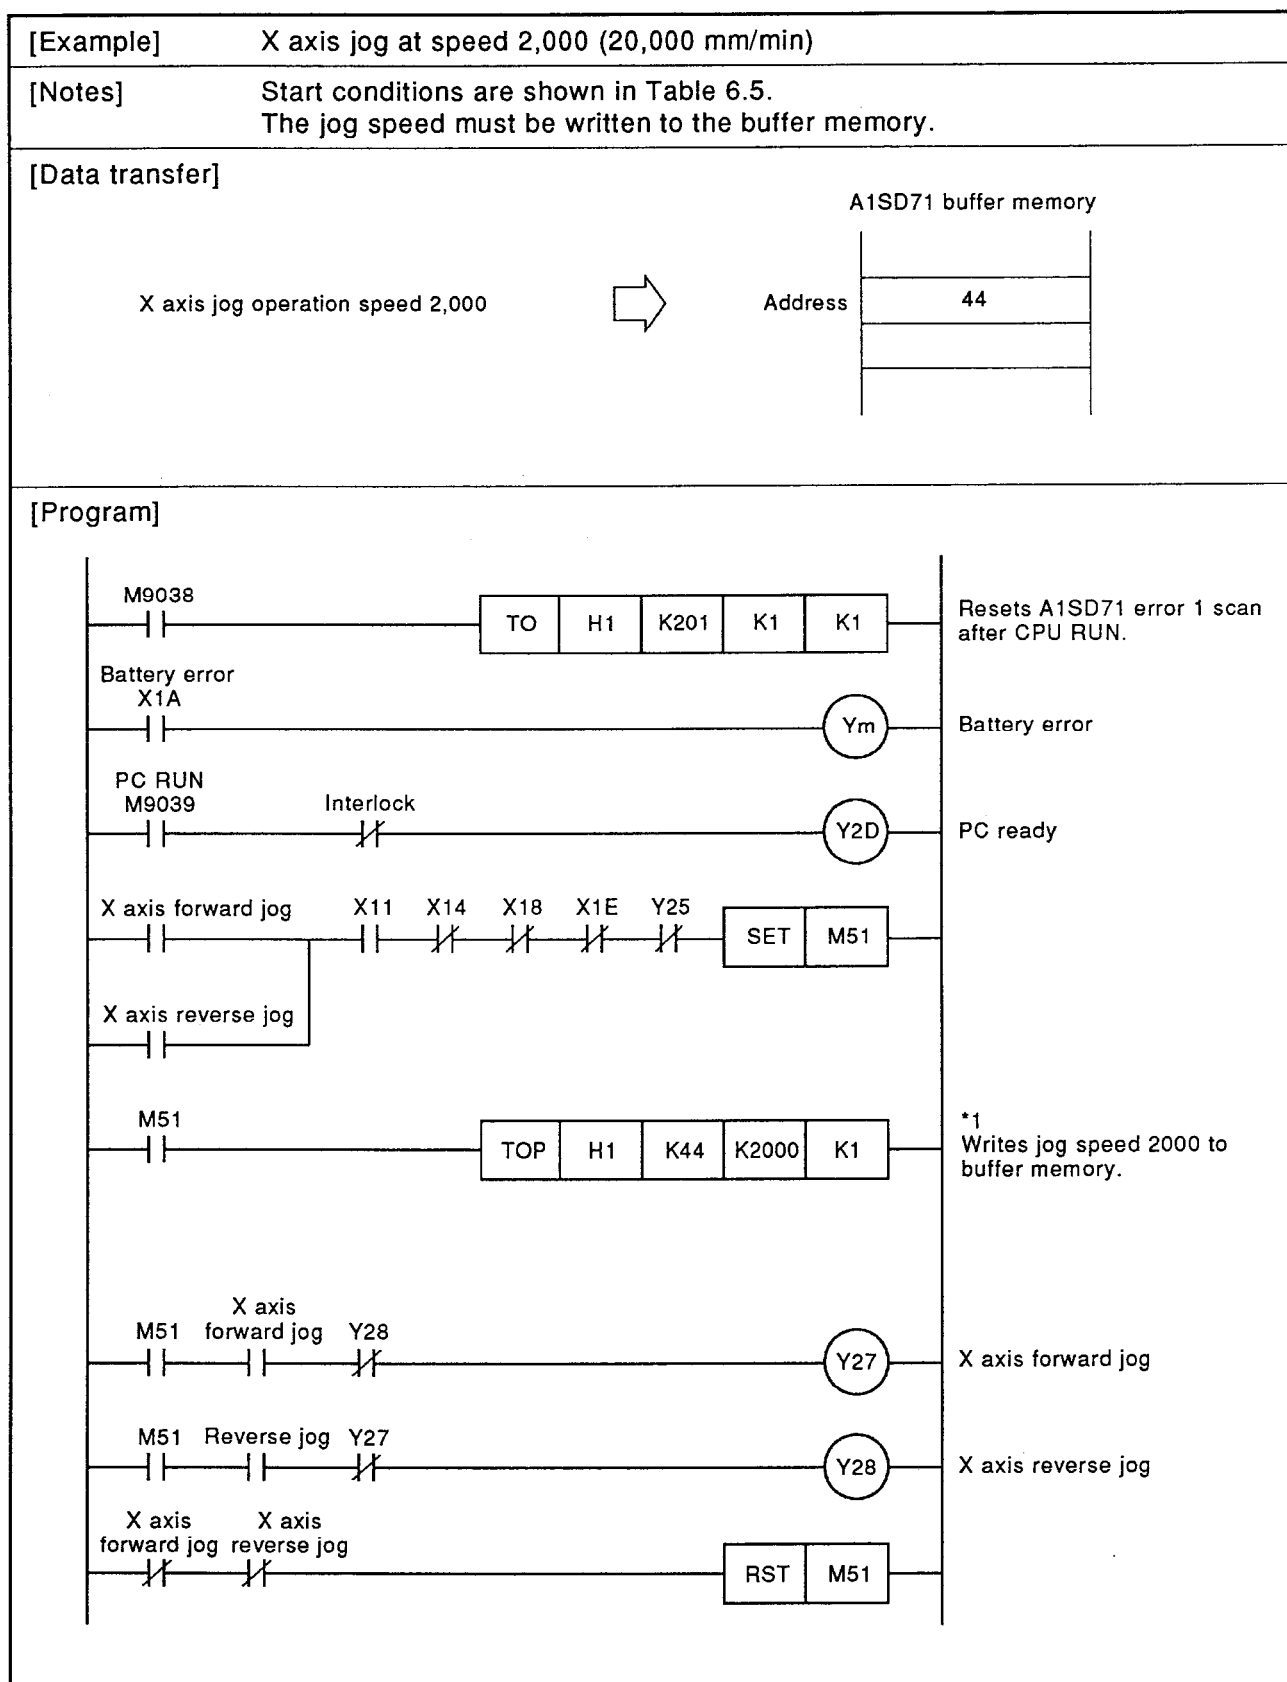 [Example] X axis jog at speed 2,000 (20,000 mm/min)
[Notes] Start conditions are shown in Table 6.5.
The jog speed must be written to the buffer memory.
[Data transfer]
A1SD71 buffer memory
X axis jog operation speed 2,000 Address 44
[Program]
M9038
TO H1 K201 K1 K1
Resets A1SD71 error 1 scan
after CPU RUN.
Battery error
X1A
Ym Battery error
PC RUN
M9039 Interlock
Y2D PC ready
X axis forward jog X11 X14 X18 X1E Y25
SET M51
X axis reverse jog
M51
TOP H1 K44 K2000 K1
*1
Writes jog speed 2000 to
buffer memory.
X axis
M51 forward jog Y28
Y27 X axis forward jog
M51 Reverse jog Y27
Y28 X axis reverse jog
X axis X axis
forward jog reverse jog
RST M51